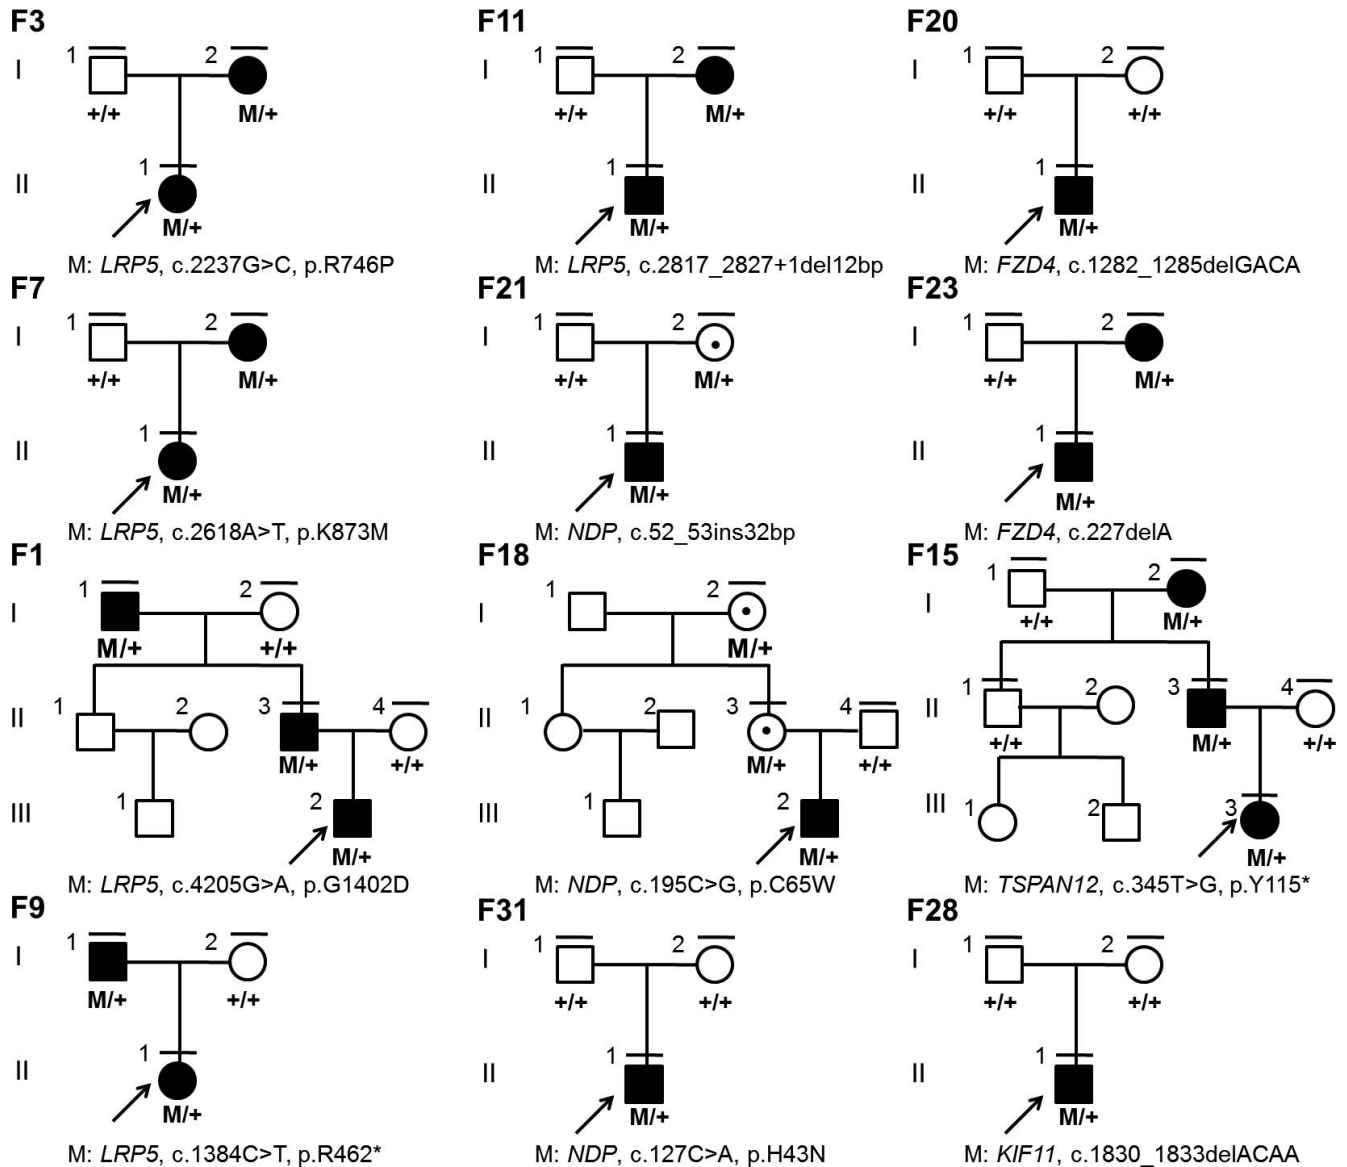 F3
1 2
I
+/+ M/+
1
II
M/+
M: LRP5, c.2237G>C, p.R746P
F11
1 2
I
+/+ M/+
1
II
M/+
M: LRP5, c.2817_2827+1del12bp
F20
1 2
I
+/+ +/+
1
II
M/+
M: FZD4, c.1282_1285delGACA
F7
1 2
I
+/+ M/+
1
II
M/+
M: LRP5, c.2618A>T, p.K873M
F21
1 2
I
+/+ M/+
1
II
M/+
M: NDP, c.52_53ins32bp
F23
1 2
I
+/+ M/+
1
II
M/+
M: FZD4, c.227delA
F1
1 2
I
M/+ +/+
1 2 3 4
II
M/+ +/+
1 2
III
M/+
M: LRP5, c.4205G>A, p.G1402D
F18
1 2
I
M/+
1 2 3 4
II
M/+ +/+
1 2
III
M/+
M: NDP, c.195C>G, p.C65W
F15
1 2
I
+/+ M/+
1 2 3 4
II
+/+ M/+ +/+
1 2 3
III
M/+
M: TSPAN12, c.345T>G, p.Y115*
F9
1 2
I
M/+ +/+
1
II
M/+
M: LRP5, c.1384C>T, p.R462*
F31
1 2
I
+/+ +/+
1
II
M/+
M: NDP, c.127C>A, p.H43N
F28
1 2
I
+/+ +/+
1
II
M/+
M: KIF11, c.1830_1833delACAA